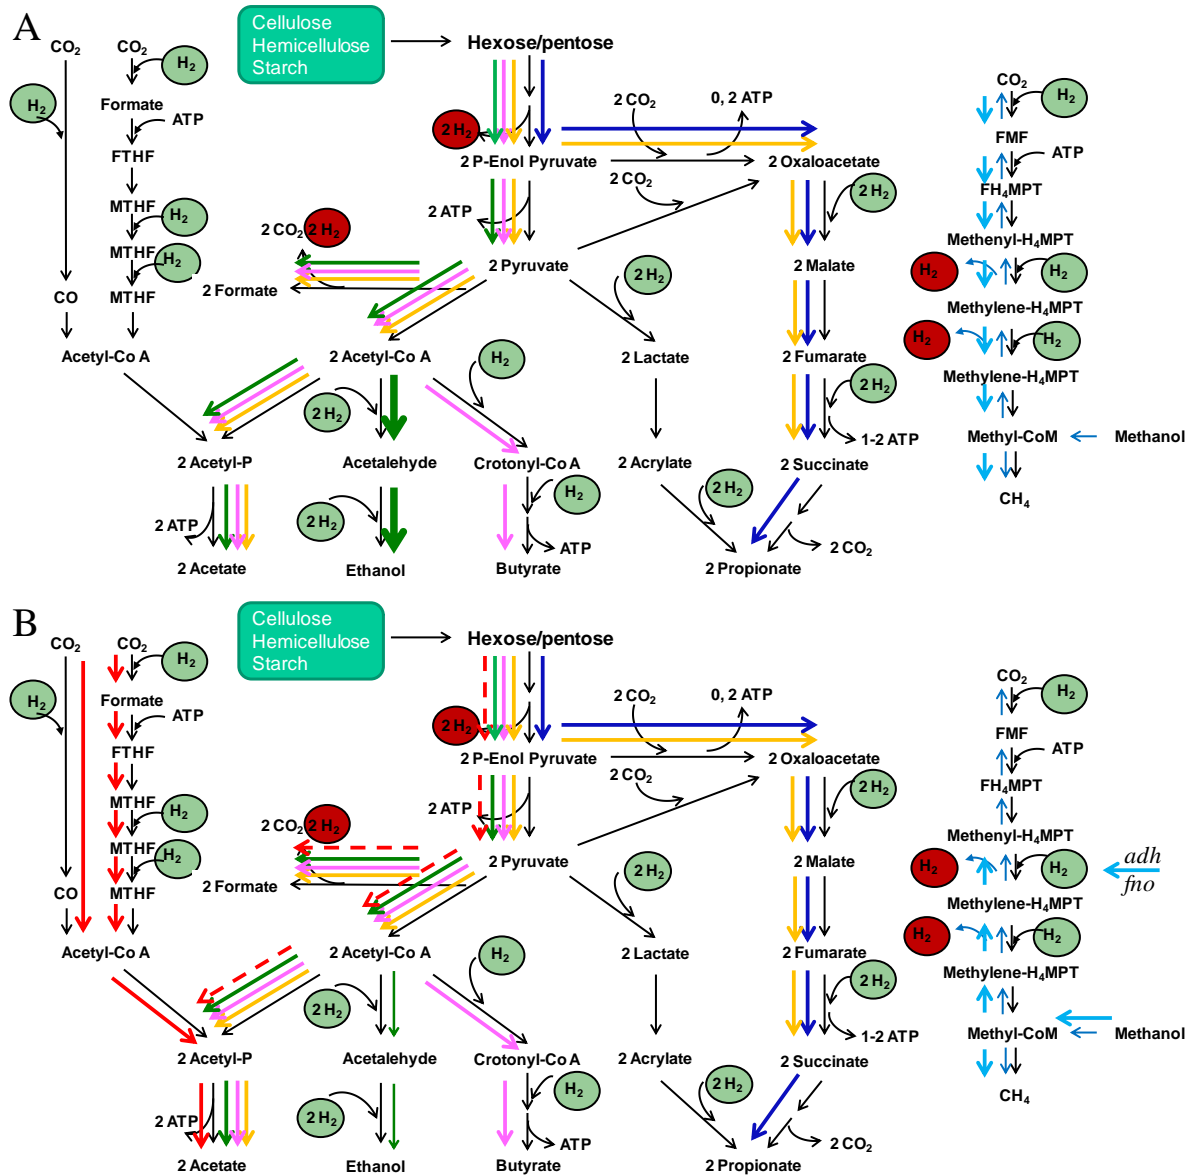 A
Cellulose
Hemicellulose
Starch
Hexose/pentose
CO2
CO2
H2
H2
Formate
ATP
FTHF
MTHF
H2
MTHF
H2
CO
MTHF
Acetyl-Co A
2 H2
2 CO2
0, 2 ATP
2 P-Enol Pyruvate
2 Oxaloacetate
2 CO2
2 H2
2 ATP
2 CO2 2 H2
2 Pyruvate
2 Malate
2 Formate
2 H2
2 Acetyl-Co A
H2
2 Lactate
2 Fumarate
2 H2
2 H2
1-2 ATP
2 Acetyl-P
Acetalehyde
Crotonyl-Co A
2 Acrylate
2 Succinate
2 ATP
2 H2
H2
2 H2
ATP
2 CO2
2 Acetate
Ethanol
Butyrate
2 Propionate
CO2
H2
FMF
ATP
FH4MPT
Methenyl-H4MPT
H2
H2
Methylene-H4MPT
H2
H2
Methylene-H4MPT
Methyl-CoM
Methanol
CH4
B
Cellulose
Hemicellulose
Starch
Hexose/pentose
CO2
CO2
H2
H2
Formate
ATP
FTHF
MTHF
H2
MTHF
H2
CO
MTHF
Acetyl-Co A
2 H2
2 CO2
0, 2 ATP
2 P-Enol Pyruvate
2 Oxaloacetate
2 CO2
2 H2
2 ATP
2 CO2 2 H2
2 Pyruvate
2 Malate
2 Formate
2 H2
2 Acetyl-Co A
H2
2 Lactate
2 Fumarate
2 H2
2 H2
1-2 ATP
2 Acetyl-P
Acetalehyde
Crotonyl-Co A
2 Acrylate
2 Succinate
2 ATP
2 H2
H2
2 H2
ATP
2 CO2
2 Acetate
Ethanol
Butyrate
2 Propionate
CO2
H2
FMF
ATP
FH4MPT
Methenyl-H4MPT
H2
H2
adh
fno
Methylene-H4MPT
H2
H2
Methylene-H4MPT
Methyl-CoM
Methanol
CH4